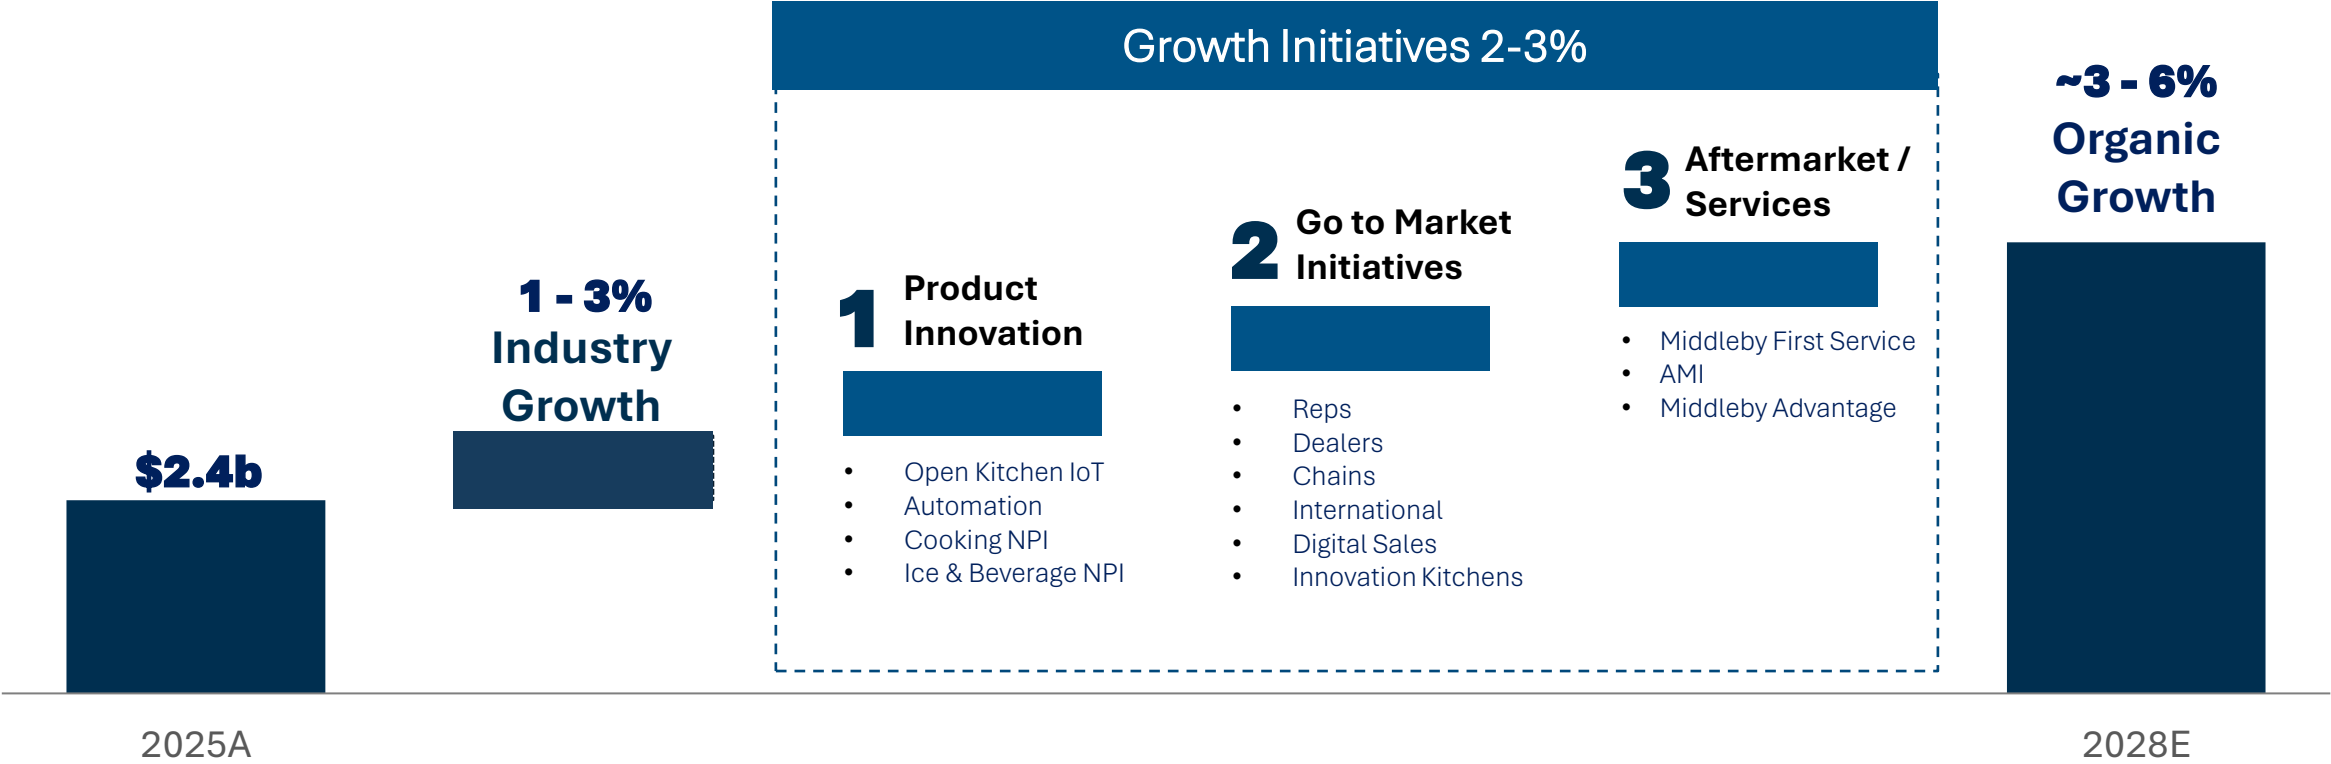 Growth Initiatives 2-3%
$2.4b
1 - 3%
Industry
Growth
1
Product
Innovation
• Open Kitchen IoT
• Automation
• Cooking NPI
• Ice & Beverage NPI
2
Go to Market
Initiatives
• Reps
• Dealers
• Chains
• International
• Digital Sales
• Innovation Kitchens
3
Aftermarket /
Services
• Middleby First Service
• AMI
• Middleby Advantage
~3 - 6%
Organic
Growth
2025A
2028E